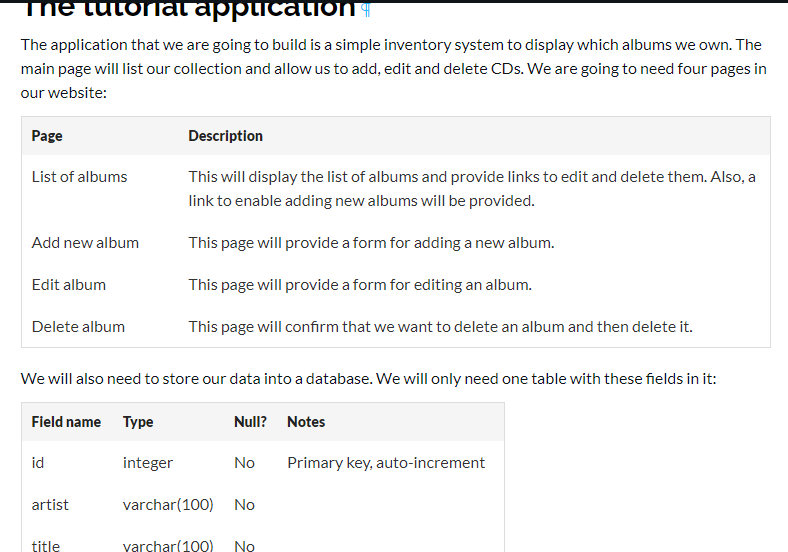 The tutorial application¶
The application that we are going to build is a simple inventory system to display which albums we own. The
main page will list our collection and allow us to add, edit and delete CDs. We are going to need four pages in
our website:
Page Description
List of albums This will display the list of albums and provide links to edit and delete them. Also, a
link to enable adding new albums will be provided.
Add new album This page will provide a form for adding a new album.
Edit album This page will provide a form for editing an album.
Delete album This page will confirm that we want to delete an album and then delete it.
We will also need to store our data into a database. We will only need one table with these fields in it:
Field name Type Null? Notes
id integer No Primary key, auto-increment
artist varchar(100) No
title varchar(100) No